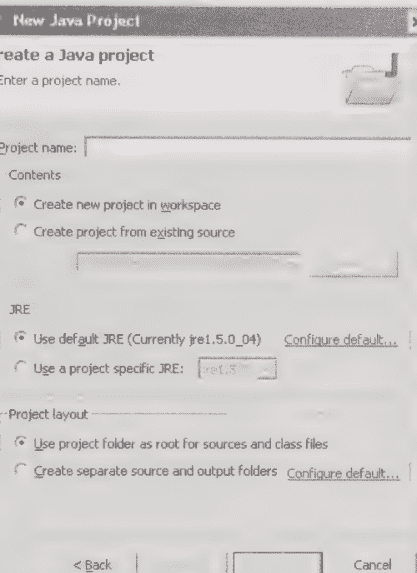 New Java Project
reate a Java project
Enter a project name.
Project name:
Contents
Create new project in workspace
Create project from existing source
JRE
Use default JRE (Currently jre1.5.0_04) Configure default...
Use a project specific JRE:
Project layout
Use project folder as root for sources and class files
Create separate source and output folders Configure default...
< Back Cancel